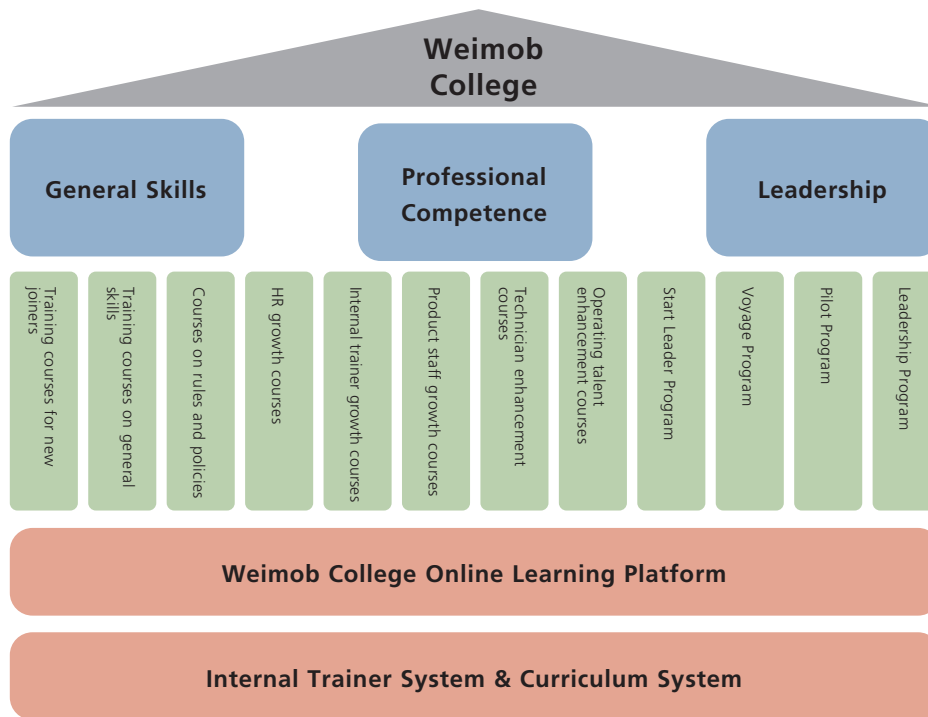 Weimob
College
General Skills
Professional
Competence
Leadership
Training courses for new
joiners
Training courses on general
skills
Courses on rules and policies
HR growth courses
Internal trainer growth courses
Product staff growth courses
Technician enhancement
courses
Operating talent
enhancement courses
Start Leader Program
Voyage Program
Pilot Program
Leadership Program
Weimob College Online Learning Platform
Internal Trainer System & Curriculum System